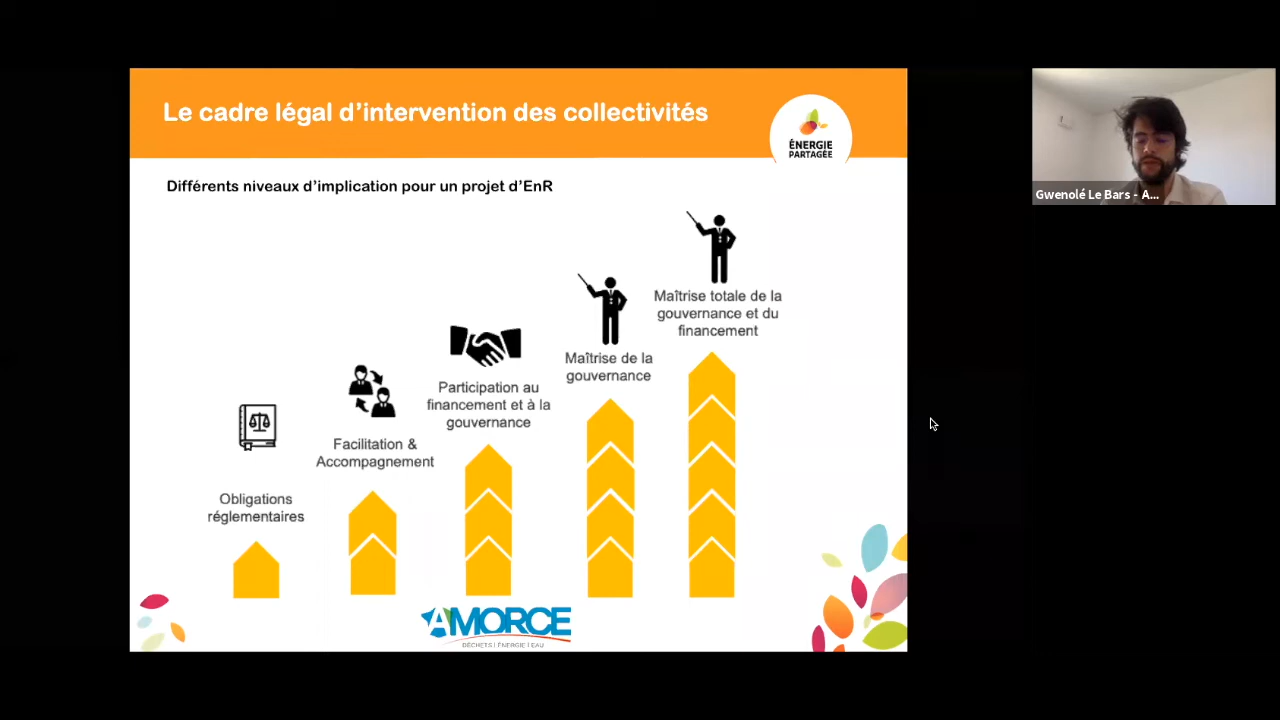 Le cadre légal d'intervention des collectivités
ÉNERGIE
PARTAGÉE
Différents niveaux d'implication pour un projet d'EnR
Maîtrise totale de la
gouvernance et du
financement
Maîtrise de la
gouvernance
Participation au
financement et à la
gouvernance
Facilitation &
Accompagnement
Obligations
réglementaires
AMORCE
DÉCHETS | ÉNERGIE | EAU
Gwenolé Le Bars - A...